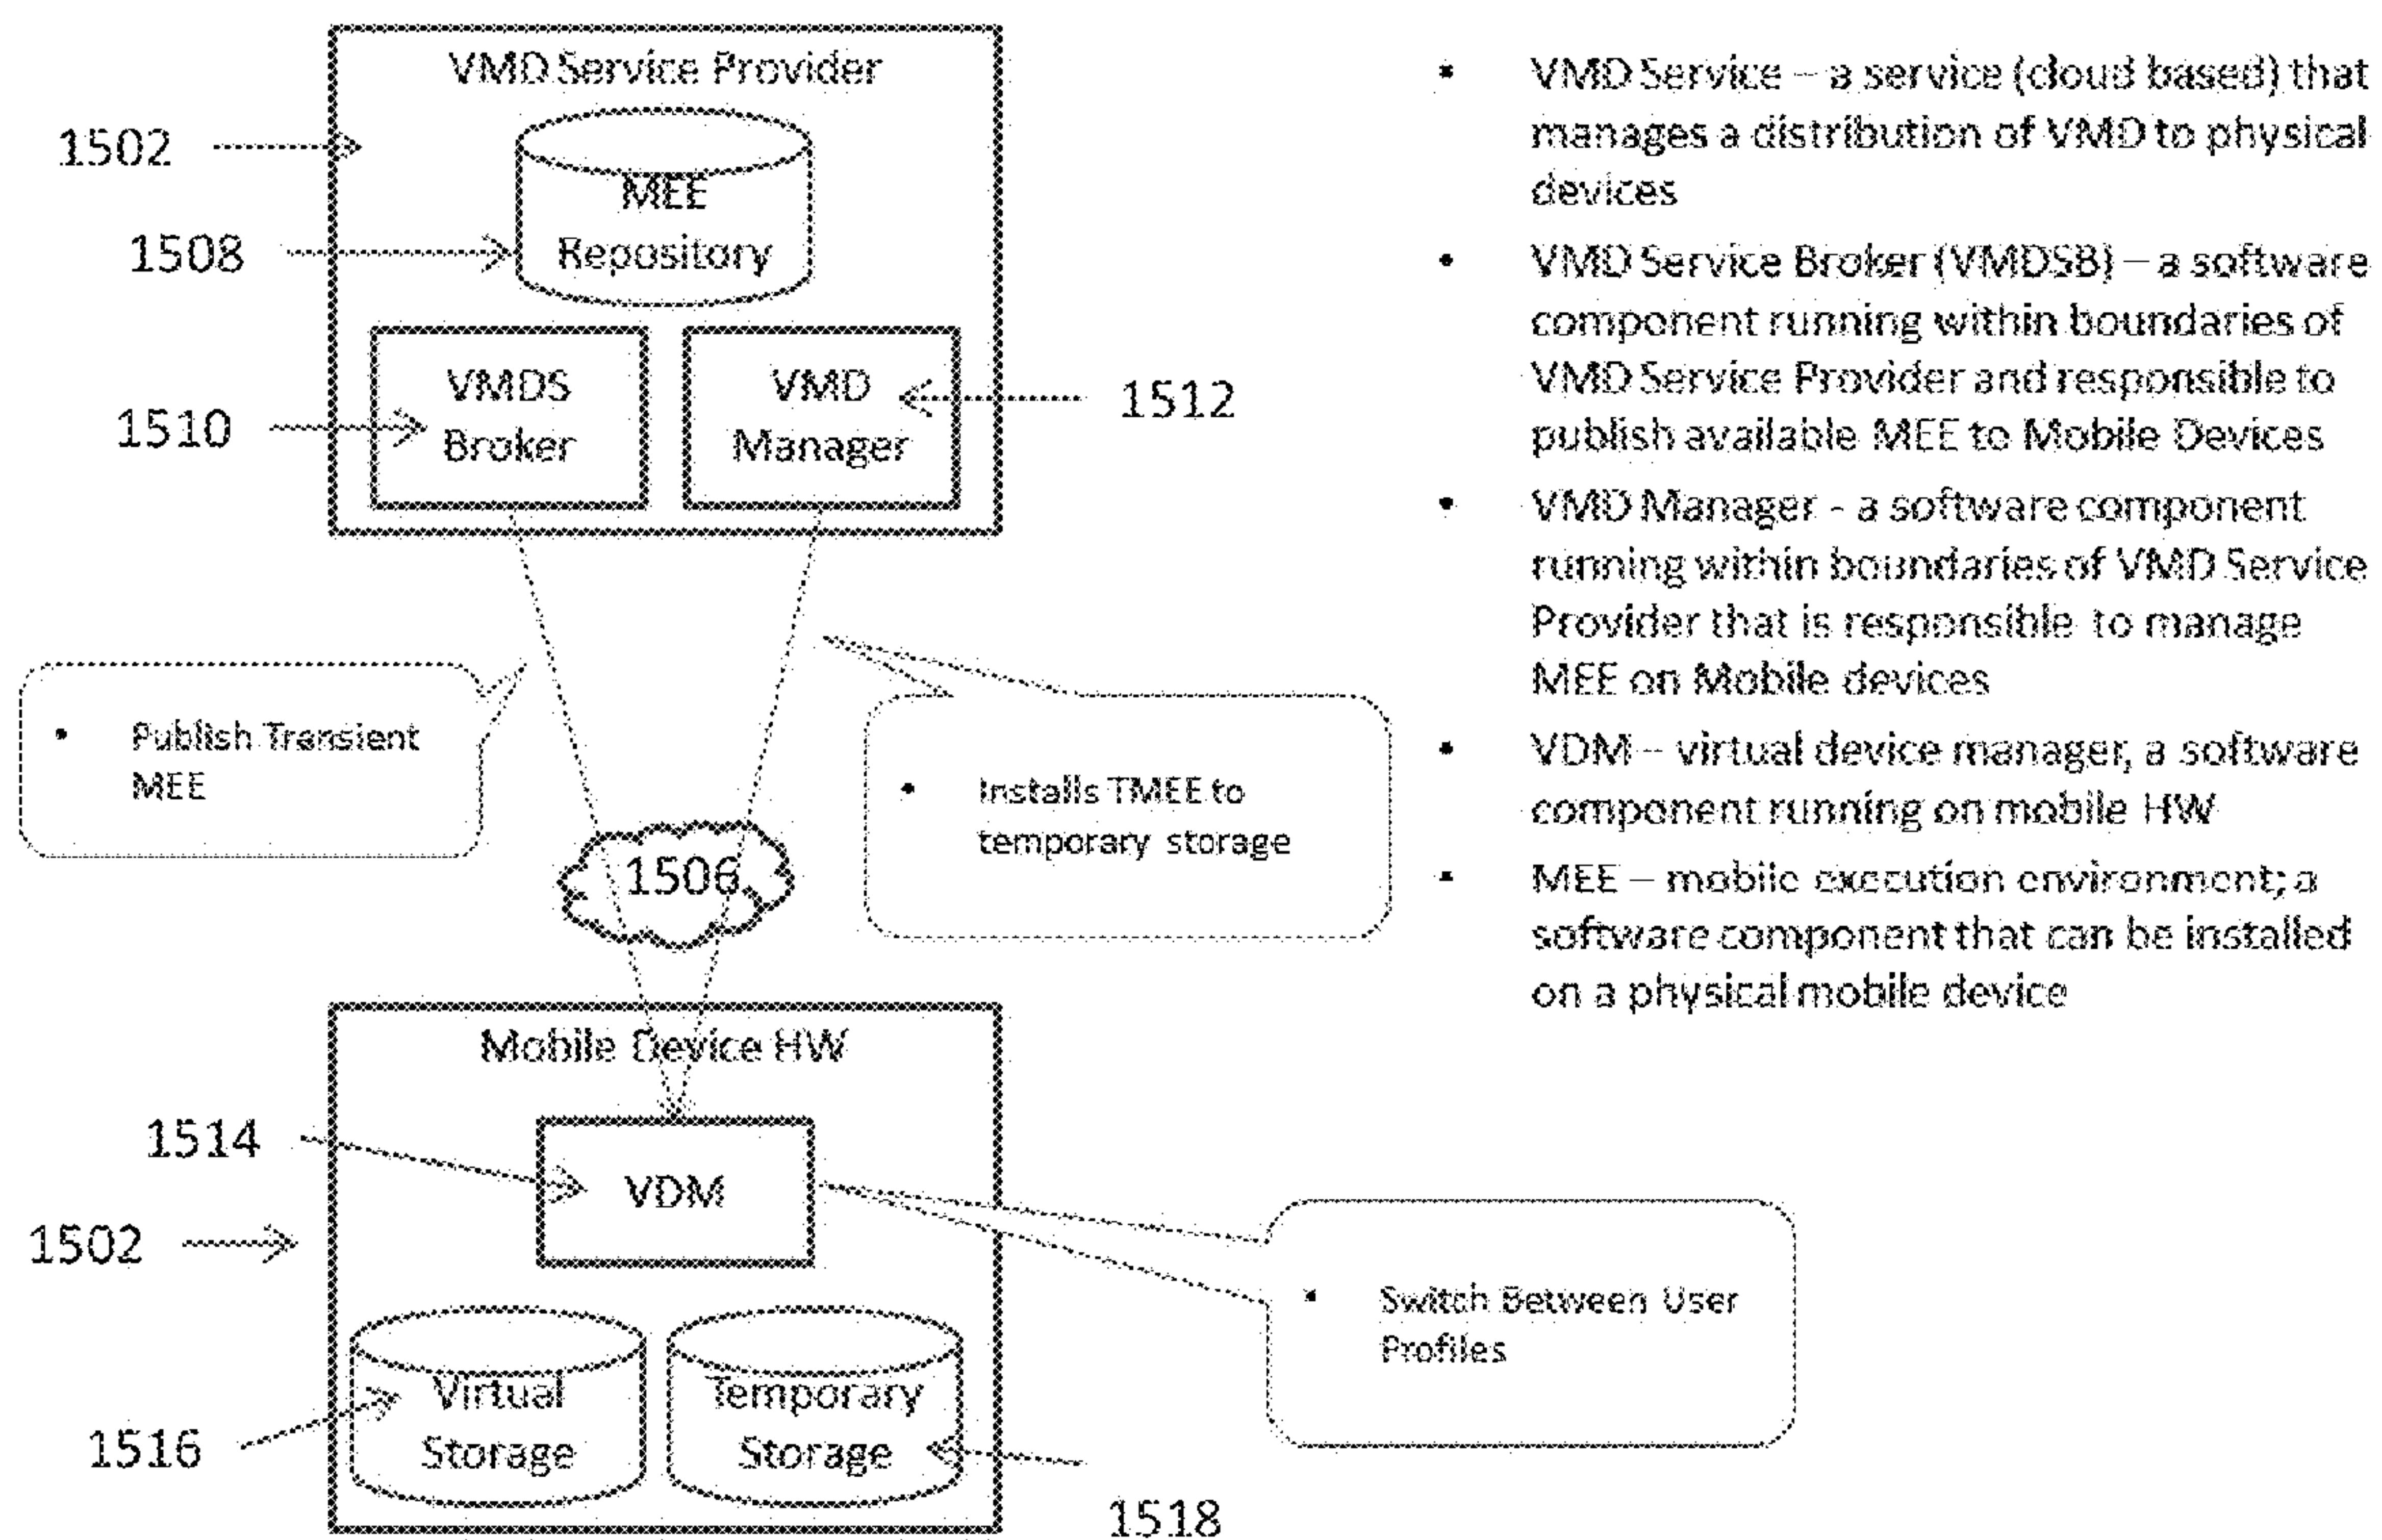 VMD Service Provider
1502
MEE
Repository
1508
VMDS
Broker
1510
VMD
Manager
1512
• Publish Transient
MEE
• Installs TMEE to
temporary storage
1506
Mobile Device HW
1514
VDM
1502
• Switch Between User
Profiles
Virtual
Storage
1516
Temporary
Storage
1518
• VMD Service – a service (cloud based) that
manages a distribution of VMD to physical
devices
• VMD Service Broker (VMDSB) – a software
component running within boundaries of
VMD Service Provider and responsible to
publish available MEE to Mobile Devices
• VMD Manager - a software component
running within boundaries of VMD Service
Provider that is responsible to manage
MEE on Mobile devices
• VDM – virtual device manager, a software
component running on mobile HW
• MEE – mobile execution environment; a
software component that can be installed
on a physical mobile device